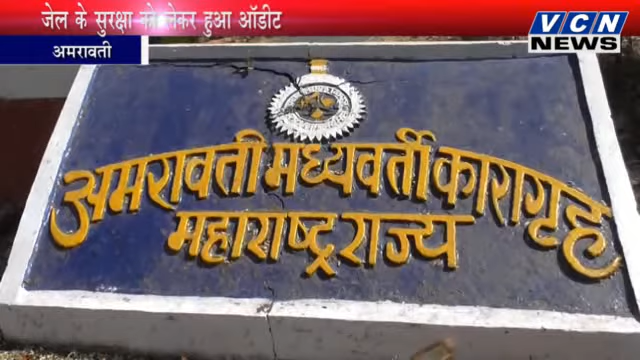 जेल के सुरक्षा को लेकर हुआ ऑडीट
अमरावती
VCN
NEWS
अमरावती मध्यवर्ती कारागृह
महाराष्ट्र राज्य